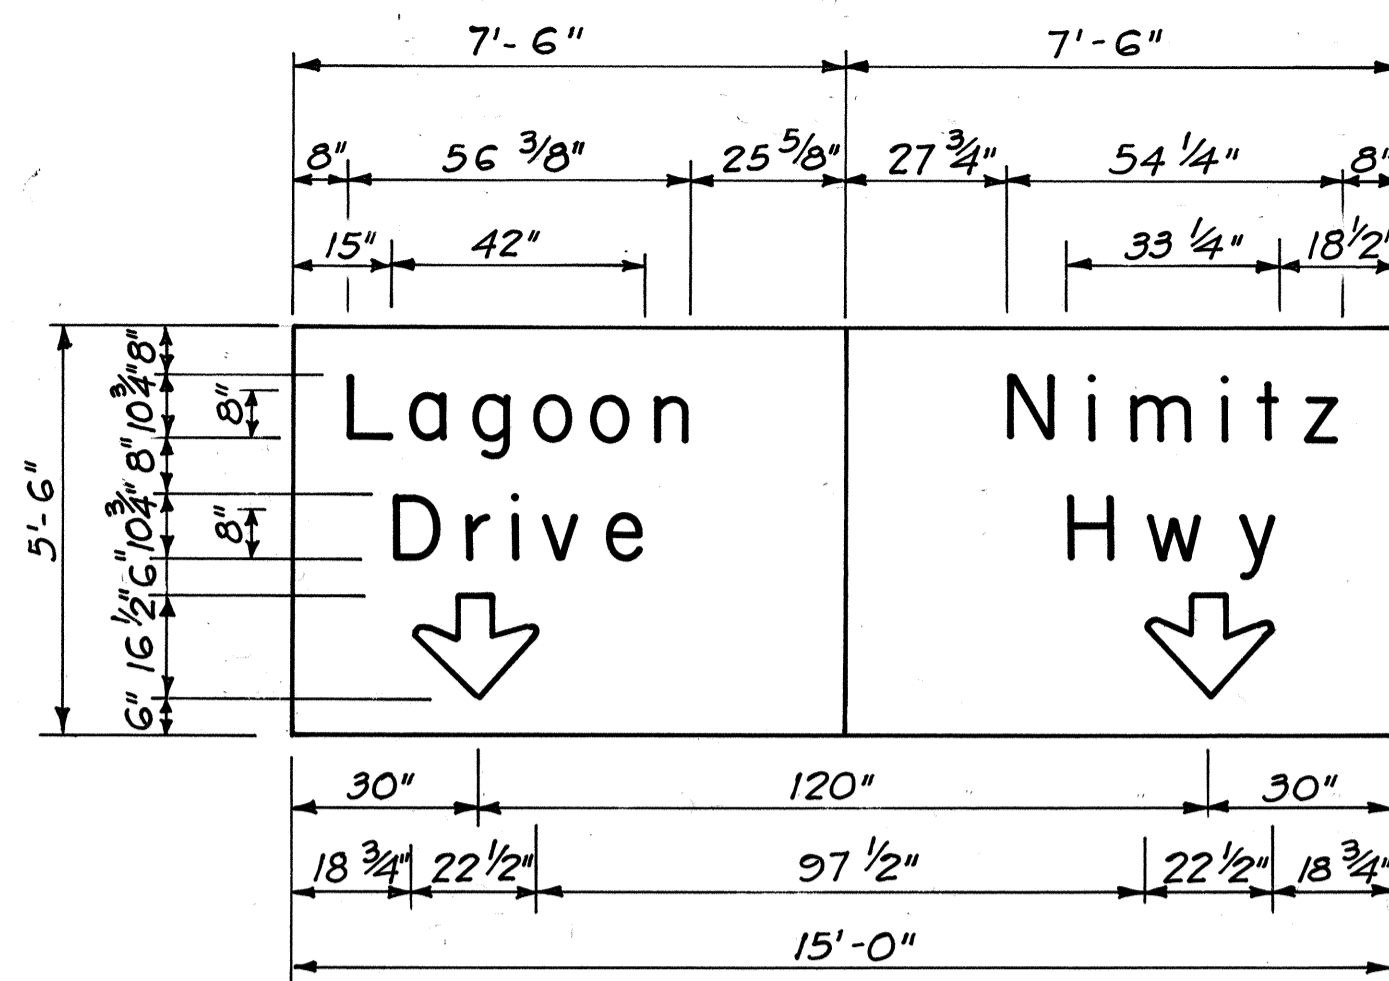 7'-6" 7'-6"
8" 56 3/8" 25 5/8" 27 3/4" 54 1/4" 8"
15" 42" 33 1/4" 18 1/2"
5'-6"
8" 10 3/4" 8" 10 3/4" 6" 16 1/2" 6"
8"
8"
Lagoon
Drive
Nimitz
Hwy
30" 120" 30"
18 3/4" 22 1/2" 97 1/2" 22 1/2" 18 3/4"
15'-0"